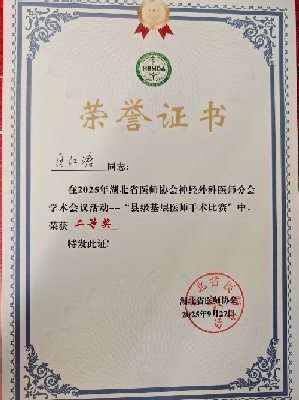 HBMDA
荣誉证书
同志:
在2025年湖北省医师协会神经外科医师分会
学术会议活动--“县级基层医师手术比赛”中,
荣获 二等奖
特发此证!
湖北省医师协会
2025年9月27日